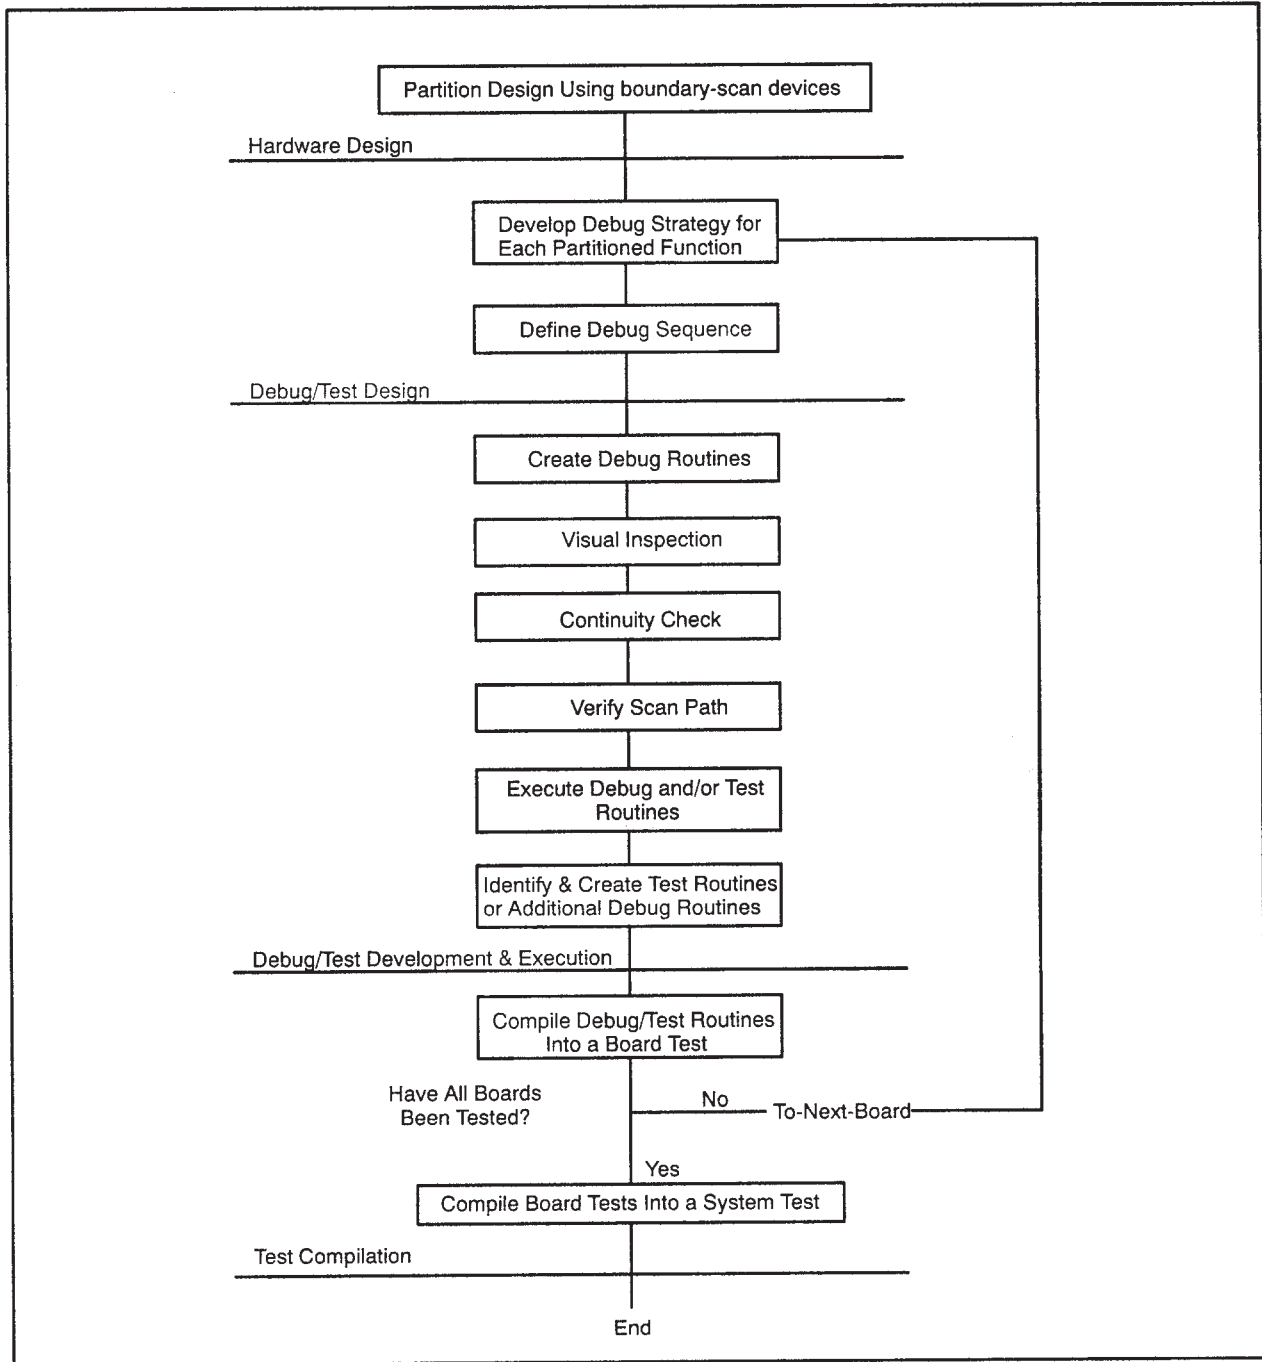 Partition Design Using boundary-scan devices
Hardware Design
Develop Debug Strategy for
Each Partitioned Function
Define Debug Sequence
Debug/Test Design
Create Debug Routines
Visual Inspection
Continuity Check
Verify Scan Path
Execute Debug and/or Test
Routines
Identify & Create Test Routines
or Additional Debug Routines
Debug/Test Development & Execution
Compile Debug/Test Routines
Into a Board Test
Have All Boards
Been Tested?
No
To-Next-Board
Yes
Compile Board Tests Into a System Test
Test Compilation
End